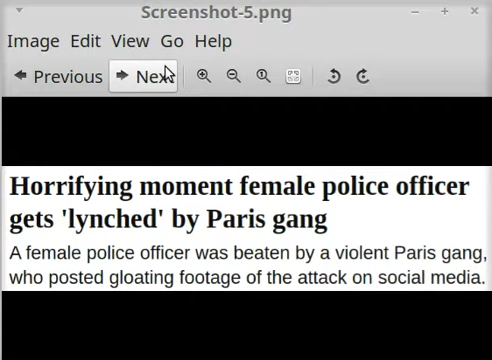 Screenshot-5.png
Image Edit View Go Help
Previous Next
Horrifying moment female police officer
gets 'lynched' by Paris gang
A female police officer was beaten by a violent Paris gang,
who posted gloating footage of the attack on social media.